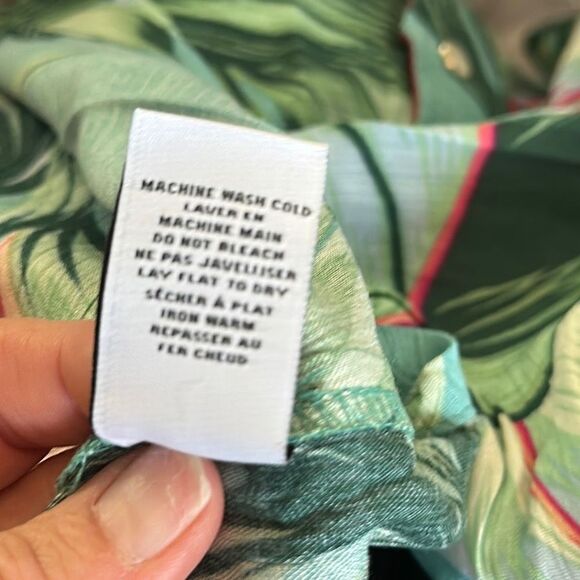 MACHINE WASH COLD
LAVER EN
MACHINE MAIN
DO NOT BLEACH
NE PAS JAVELLISER
LAY FLAT TO DRY
SÉCHER À PLAT
IRON WARM
REPASSER AU
FER CHEUD